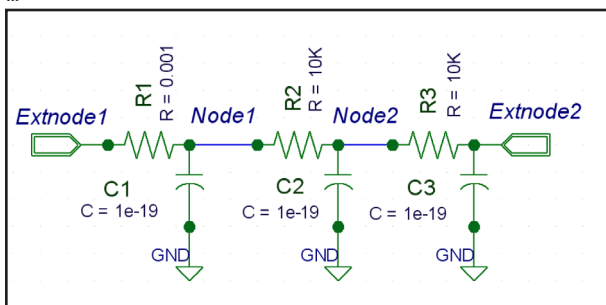 R1
R = 0.001
R2
R = 10K
R3
R = 10K
Extnode1
Node1
Node2
Extnode2
C1
C = 1e-19
C2
C = 1e-19
C3
C = 1e-19
GND
GND
GND